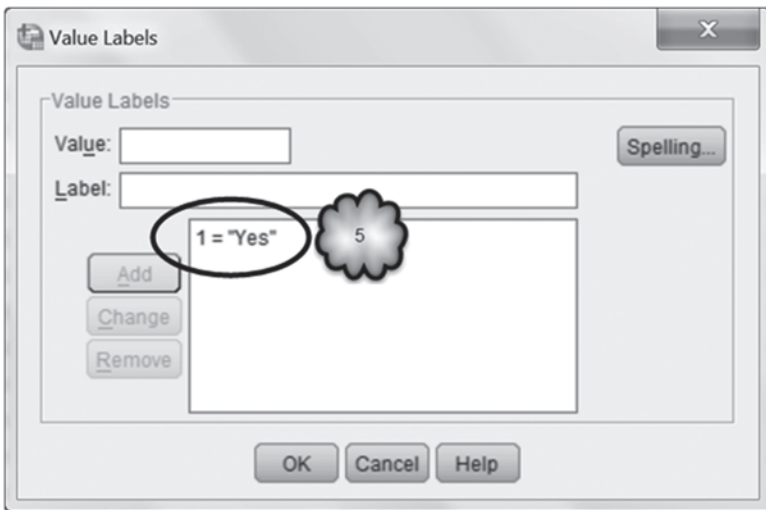 Value Labels
X
Value Labels
Value:
Spelling...
Label:
1 = "Yes"
5
Add
Change
Remove
OK
Cancel
Help